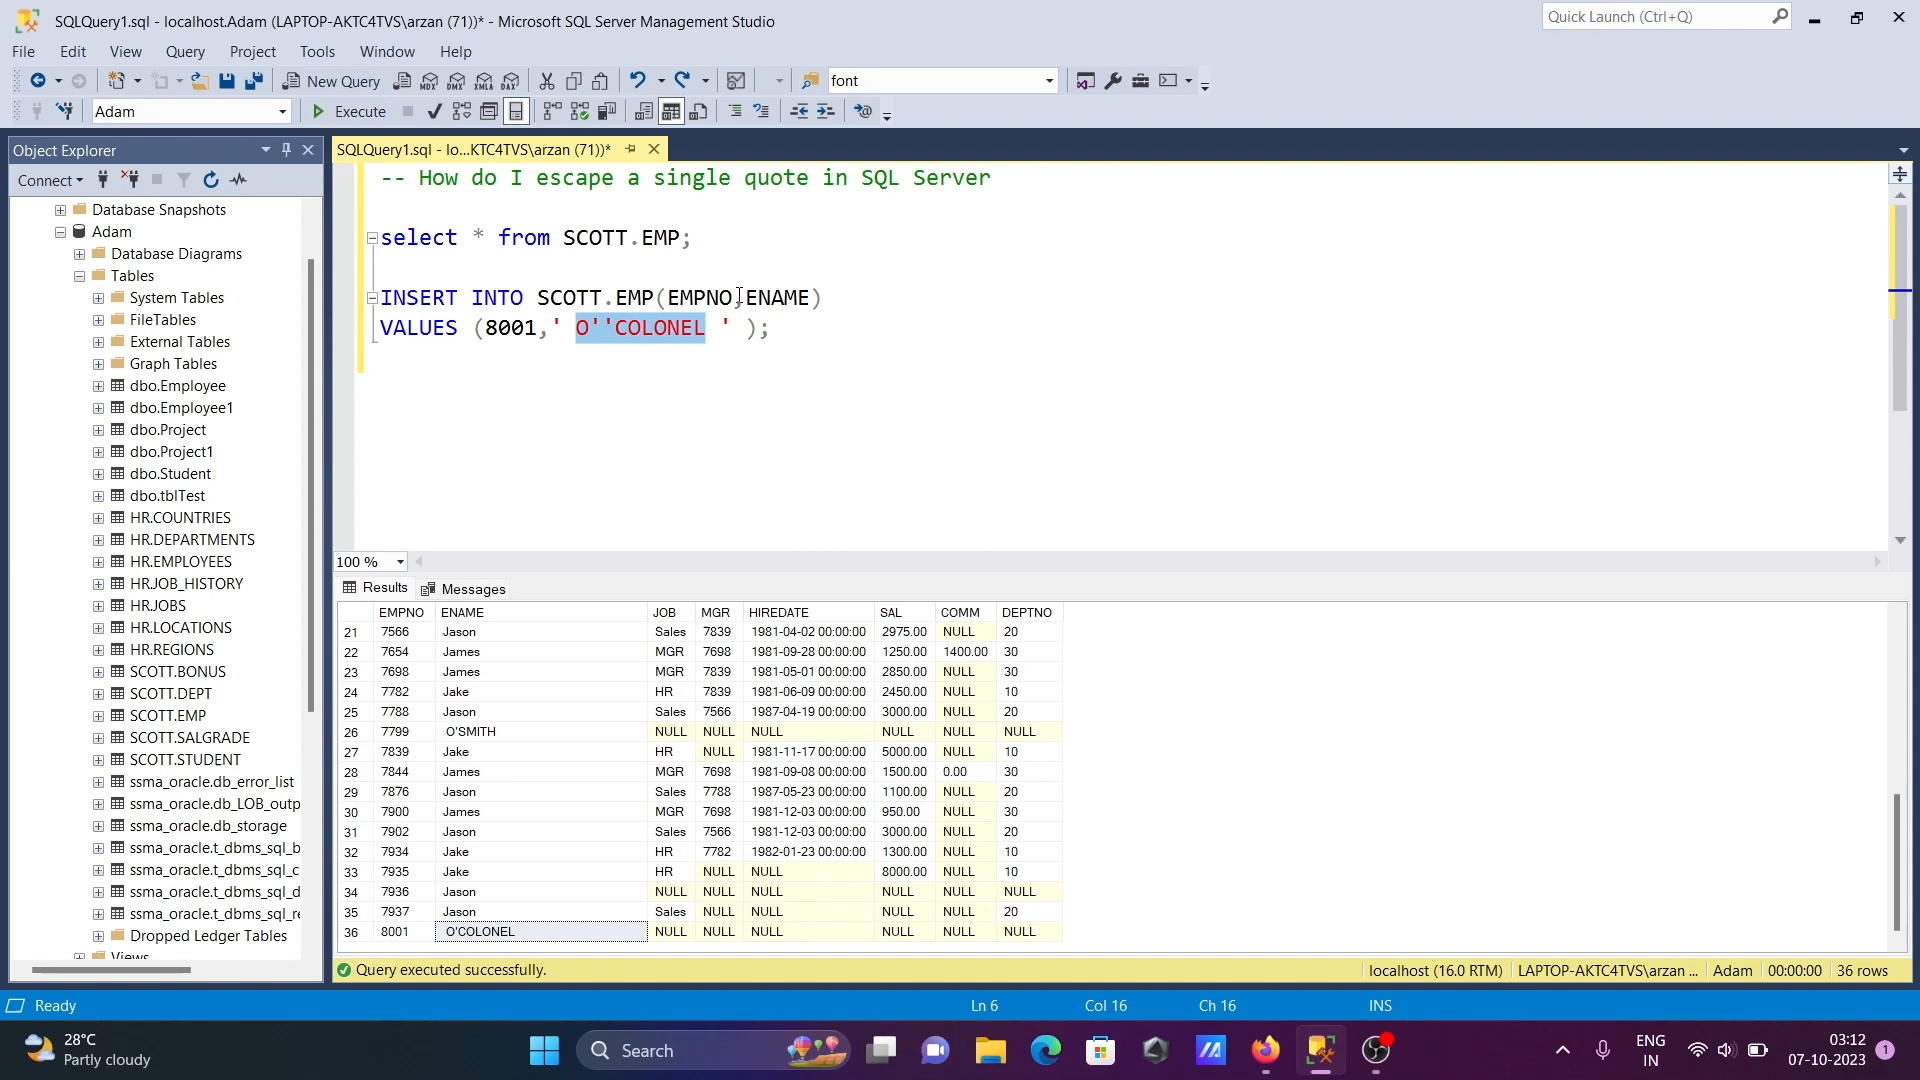 SQLQuery1.sql - localhost.Adam (LAPTOP-AKTC4TVS\arzan (71))* - Microsoft SQL Server Management Studio
Quick Launch (Ctrl+Q)
File Edit View Query Project Tools Window Help
New Query MDX DMX XMLA DAX font
Adam Execute
Object Explorer
SQLQuery1.sql - lo...KTC4TVS\arzan (71))*
Connect
Database Snapshots
Adam
Database Diagrams
Tables
System Tables
FileTables
External Tables
Graph Tables
dbo.Employee
dbo.Employee1
dbo.Project
dbo.Project1
dbo.Student
dbo.tblTest
HR.COUNTRIES
HR.DEPARTMENTS
HR.EMPLOYEES
HR.JOB_HISTORY
HR.JOBS
HR.LOCATIONS
HR.REGIONS
SCOTT.BONUS
SCOTT.DEPT
SCOTT.EMP
SCOTT.SALGRADE
SCOTT.STUDENT
ssma_oracle.db_error_list
ssma_oracle.db_LOB_outp
ssma_oracle.db_storage
ssma_oracle.t_dbms_sql_b
ssma_oracle.t_dbms_sql_c
ssma_oracle.t_dbms_sql_d
ssma_oracle.t_dbms_sql_re
Dropped Ledger Tables
Views
-- How do I escape a single quote in SQL Server
select * from SCOTT.EMP;
INSERT INTO SCOTT.EMP(EMPNO,ENAME)
VALUES (8001,' O''COLONEL ' );
100 %
Results Messages
EMPNO ENAME JOB MGR HIREDATE SAL COMM DEPTNO
21 7566 Jason Sales 7839 1981-04-02 00:00:00 2975.00 NULL 20
22 7654 James MGR 7698 1981-09-28 00:00:00 1250.00 1400.00 30
23 7698 James MGR 7839 1981-05-01 00:00:00 2850.00 NULL 30
24 7782 Jake HR 7839 1981-06-09 00:00:00 2450.00 NULL 10
25 7788 Jason Sales 7566 1987-04-19 00:00:00 3000.00 NULL 20
26 7799 O'SMITH NULL NULL NULL NULL NULL NULL
27 7839 Jake HR NULL 1981-11-17 00:00:00 5000.00 NULL 10
28 7844 James MGR 7698 1981-09-08 00:00:00 1500.00 0.00 30
29 7876 Jason Sales 7788 1987-05-23 00:00:00 1100.00 NULL 20
30 7900 James MGR 7698 1981-12-03 00:00:00 950.00 NULL 30
31 7902 Jason Sales 7566 1981-12-03 00:00:00 3000.00 NULL 20
32 7934 Jake HR 7782 1982-01-23 00:00:00 1300.00 NULL 10
33 7935 Jake HR NULL NULL 8000.00 NULL 10
34 7936 Jason NULL NULL NULL NULL NULL NULL
35 7937 Jason Sales NULL NULL NULL NULL 20
36 8001 O'COLONEL NULL NULL NULL NULL NULL NULL
Query executed successfully. localhost (16.0 RTM) LAPTOP-AKTC4TVS\arzan ... Adam 00:00:00 36 rows
Ready Ln 6 Col 16 Ch 16 INS
28°C
Partly cloudy
Search
ENG
IN
03:12
07-10-2023
1